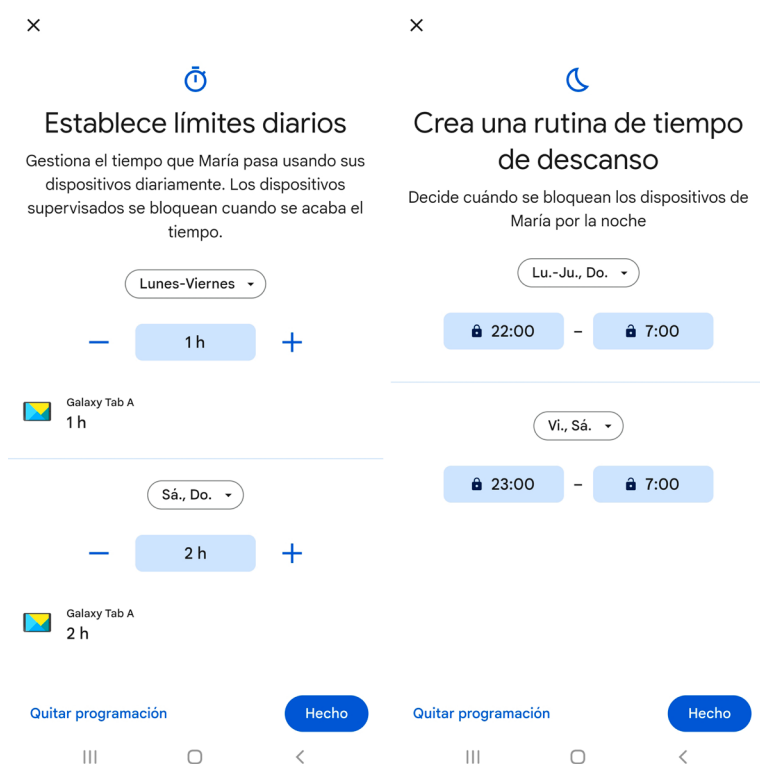 Establece límites diarios
Gestiona el tiempo que María pasa usando sus
dispositivos diariamente. Los dispositivos
supervisados se bloquean cuando se acaba el
tiempo.
Lunes-Viernes
1 h
Galaxy Tab A
1 h
Sá., Do.
2 h
Galaxy Tab A
2 h
Quitar programación
Hecho
Crea una rutina de tiempo
de descanso
Decide cuándo se bloquean los dispositivos de
María por la noche
Lu.-Ju., Do.
22:00 – 7:00
Vi., Sá.
23:00 – 7:00
Quitar programación
Hecho